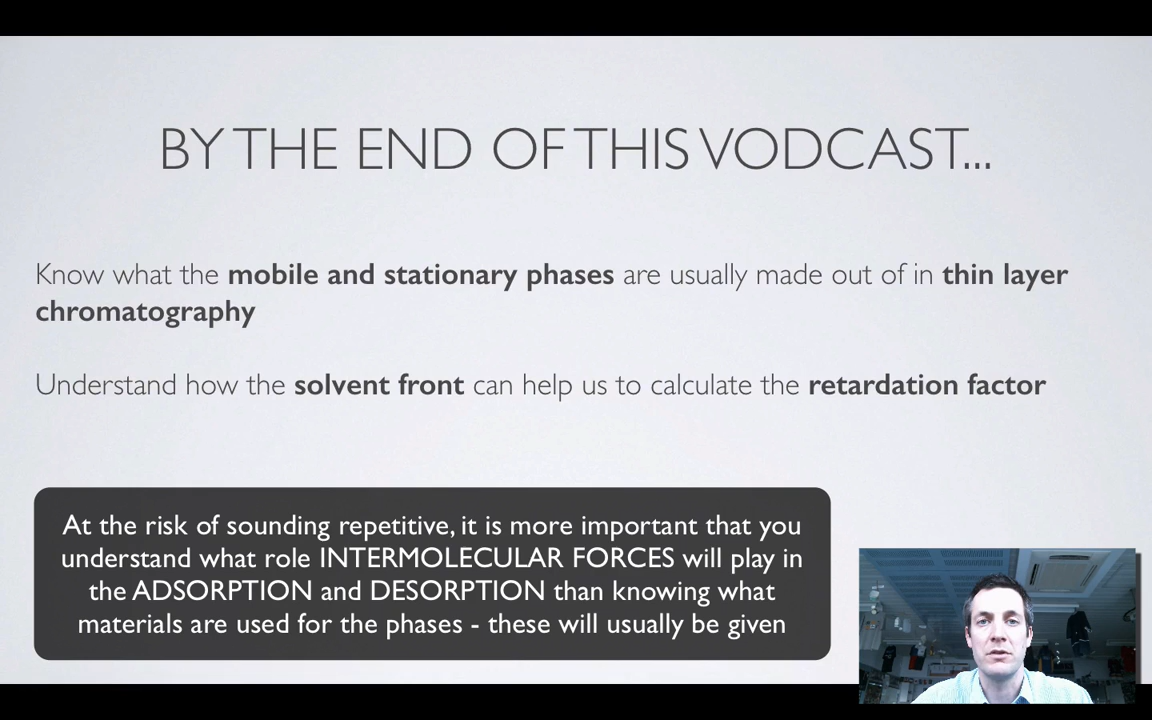 BY THE END OF THIS VODCAST...
Know what the mobile and stationary phases are usually made out of in thin layer
chromatography
Understand how the solvent front can help us to calculate the retardation factor
At the risk of sounding repetitive, it is more important that you
understand what role INTERMOLECULAR FORCES will play in
the ADSORPTION and DESORPTION than knowing what
materials are used for the phases - these will usually be given